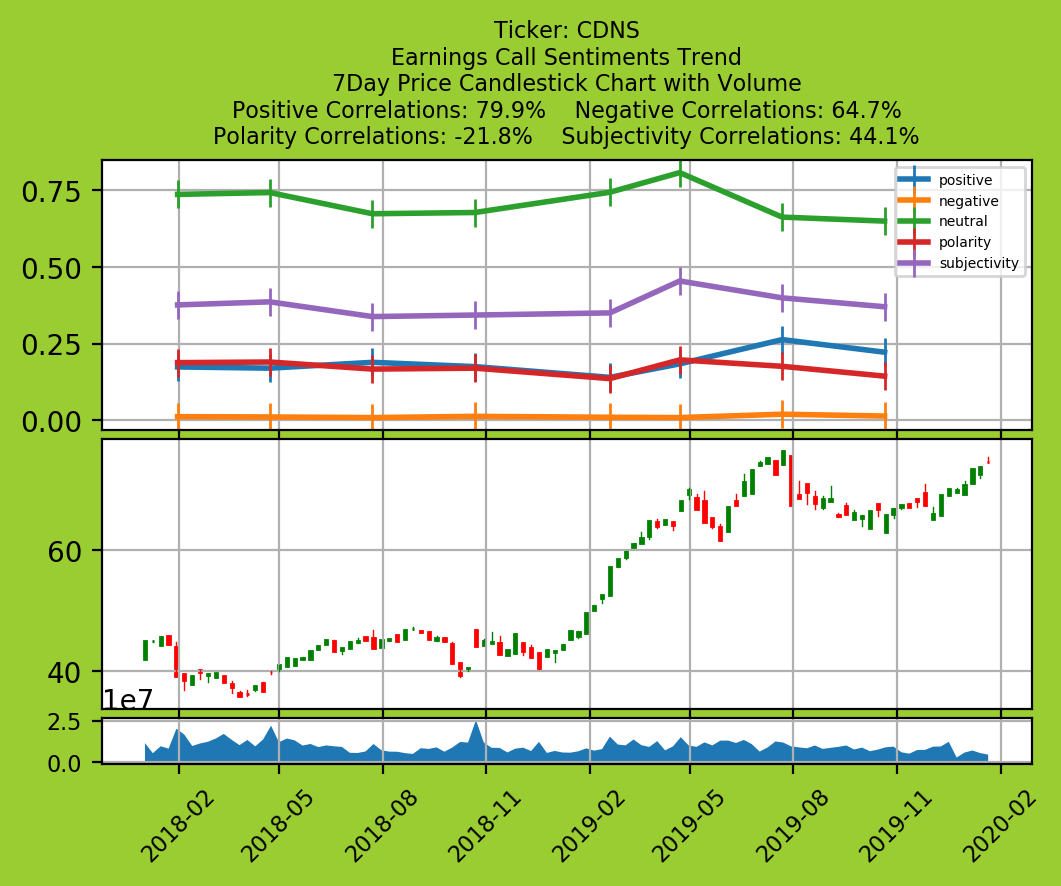 Ticker: CDNS
Earnings Call Sentiments Trend
7Day Price Candlestick Chart with Volume
Positive Correlations: 79.9%    Negative Correlations: 64.7%
Polarity Correlations: -21.8%    Subjectivity Correlations: 44.1%
0.75
0.50
0.25
0.00
positive
negative
neutral
polarity
subjectivity
60
40
1e7
2.5
0.0
2018-02
2018-05
2018-08
2018-11
2019-02
2019-05
2019-08
2019-11
2020-02